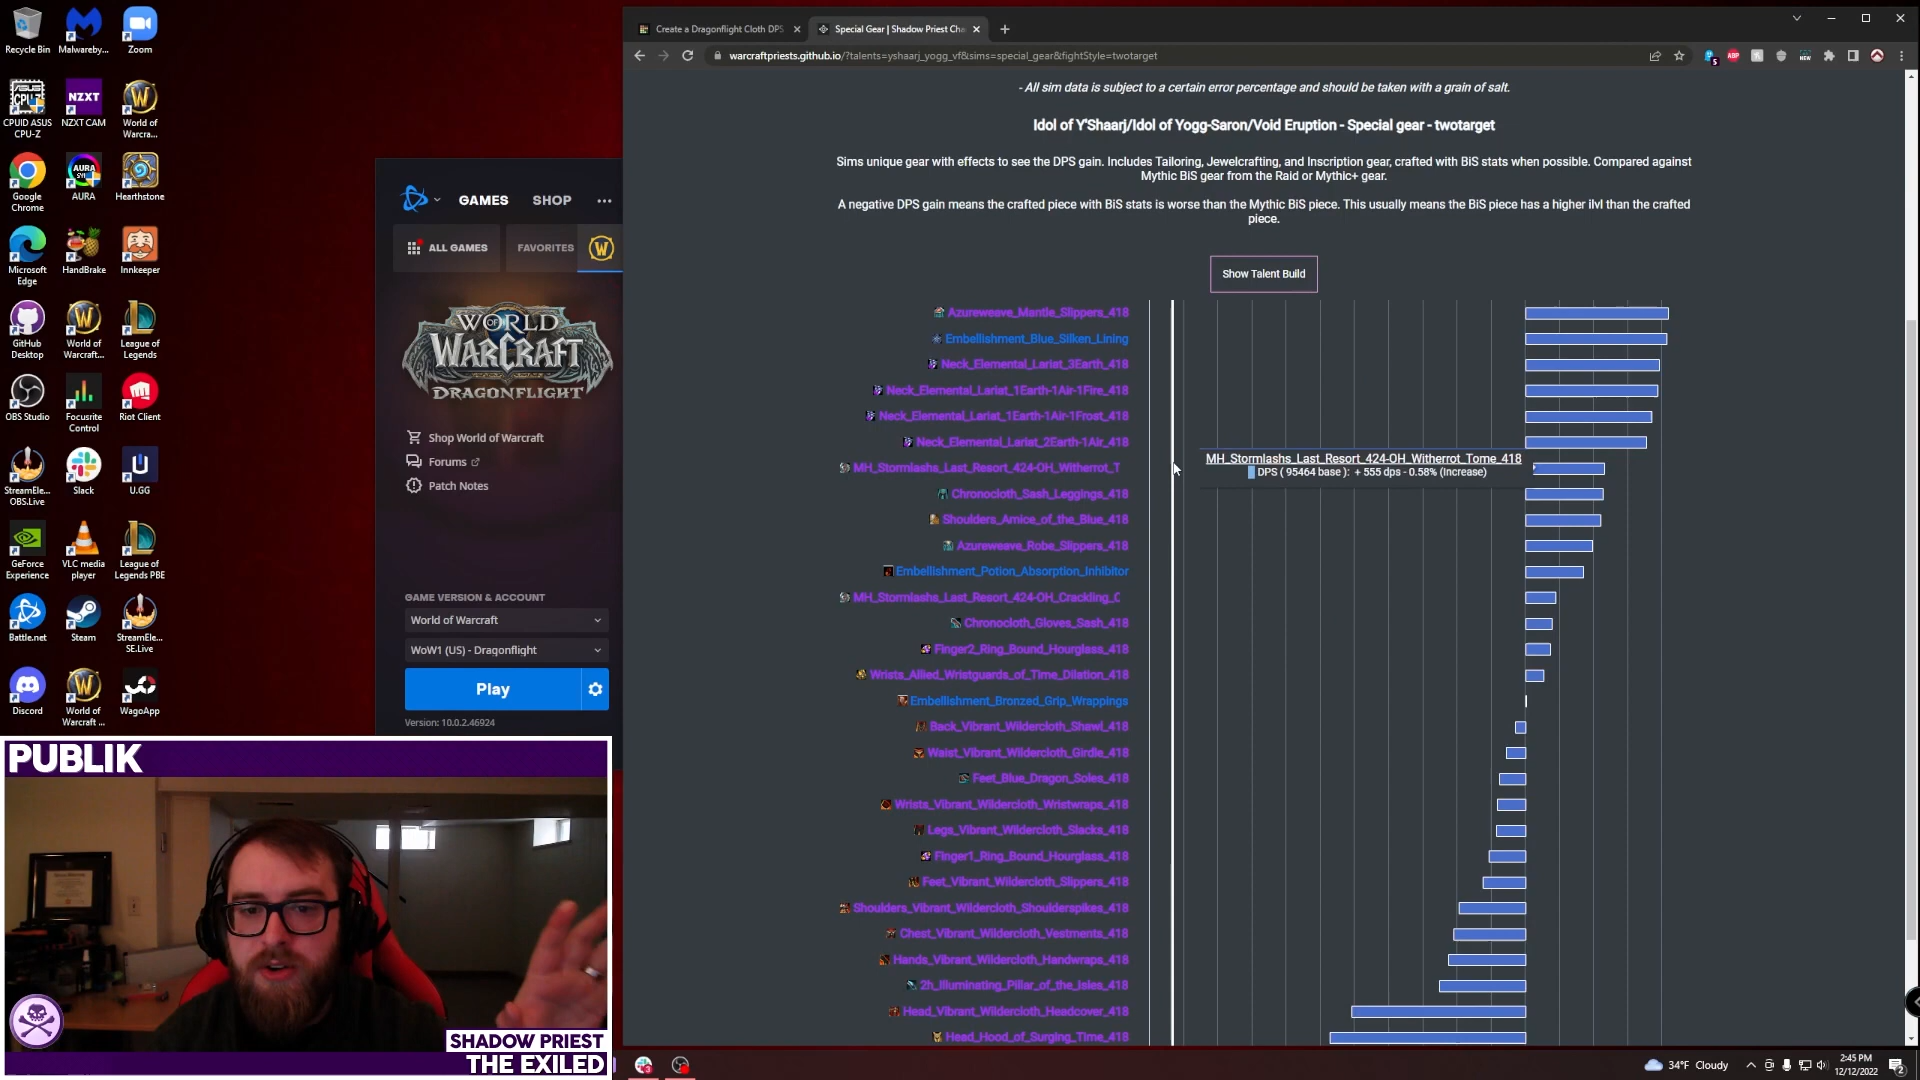 Create a Dragonflight Cloth DPS
Special Gear | Shadow Priest Cha
warcraftpriests.github.io/?talents=yshaarj_yogg_vf&sims=special_gear&fightStyle=twotarget
- All sim data is subject to a certain error percentage and should be taken with a grain of salt.
Idol of Y'Shaarj/Idol of Yogg-Saron/Void Eruption - Special gear - twotarget
Sims unique gear with effects to see the DPS gain. Includes Tailoring, Jewelcrafting, and Inscription gear, crafted with BiS stats when possible. Compared against
Mythic BiS gear from the Raid or Mythic+ gear.
A negative DPS gain means the crafted piece with BiS stats is worse than the Mythic BiS piece. This usually means the BiS piece has a higher ilvl than the crafted
piece.
Show Talent Build
Azureweave_Mantle_Slippers_418
Embellishment_Blue_Silken_Lining
Neck_Elemental_Lariat_3Earth_418
Neck_Elemental_Lariat_1Earth-1Air-1Fire_418
Neck_Elemental_Lariat_1Earth-1Air-1Frost_418
Neck_Elemental_Lariat_2Earth-1Air_418
MH_Stormlashs_Last_Resort_424-OH_Witherrot_T
Chronocloth_Sash_Leggings_418
Shoulders_Amice_of_the_Blue_418
Azureweave_Robe_Slippers_418
Embellishment_Potion_Absorption_Inhibitor
MH_Stormlashs_Last_Resort_424-OH_Crackling_C
Chronocloth_Gloves_Sash_418
Finger2_Ring_Bound_Hourglass_418
Wrists_Allied_Wristguards_of_Time_Dilation_418
Embellishment_Bronzed_Grip_Wrappings
Back_Vibrant_Wildercloth_Shawl_418
Waist_Vibrant_Wildercloth_Girdle_418
Feet_Blue_Dragon_Soles_418
Wrists_Vibrant_Wildercloth_Wristwraps_418
Legs_Vibrant_Wildercloth_Slacks_418
Finger1_Ring_Bound_Hourglass_418
Feet_Vibrant_Wildercloth_Slippers_418
Shoulders_Vibrant_Wildercloth_Shoulderspikes_418
Chest_Vibrant_Wildercloth_Vestments_418
Hands_Vibrant_Wildercloth_Handwraps_418
2h_Illuminating_Pillar_of_the_Isles_418
Head_Vibrant_Wildercloth_Headcover_418
Head_Hood_of_Surging_Time_418
MH_Stormlashs_Last_Resort_424-OH_Witherrot_Tome_418
DPS ( 95464 base ): + 555 dps - 0.58% (Increase)
Recycle Bin
Malwareby...
Zoom
CPUID ASUS
CPU-Z
NZXT
NZXT CAM
World of
Warcra...
Google
Chrome
AURA
AURA
Hearthstone
Microsoft
Edge
HandBrake
Innkeeper
GitHub
Desktop
World of
Warcraft...
League of
Legends
OBS Studio
Focusrite
Control
Riot Client
StreamEle...
OBS.Live
Slack
U.GG
GeForce
Experience
VLC media
player
League of
Legends PBE
Battle.net
Steam
StreamEle...
SE.Live
Discord
World of
Warcraft ...
WagoApp
GAMES
SHOP
ALL GAMES
FAVORITES
WORLD
OF
WARCRAFT
DRAGONFLIGHT
Shop World of Warcraft
Forums
Patch Notes
GAME VERSION & ACCOUNT
World of Warcraft
WoW1 (US) - Dragonflight
Play
Version: 10.0.2.46924
PUBLIK
SHADOW PRIEST
THE EXILED
34°F Cloudy
2:45 PM
12/12/2022